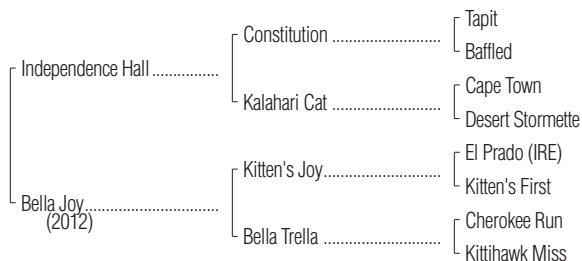 Tapit
Constitution
Baffled
Independence Hall
Cape Town
Kalahari Cat
Desert Stormette
El Prado (IRE)
Kitten's Joy
Kitten's First
Bella Joy
(2012)
Cherokee Run
Bella Trella
Kittihawk Miss